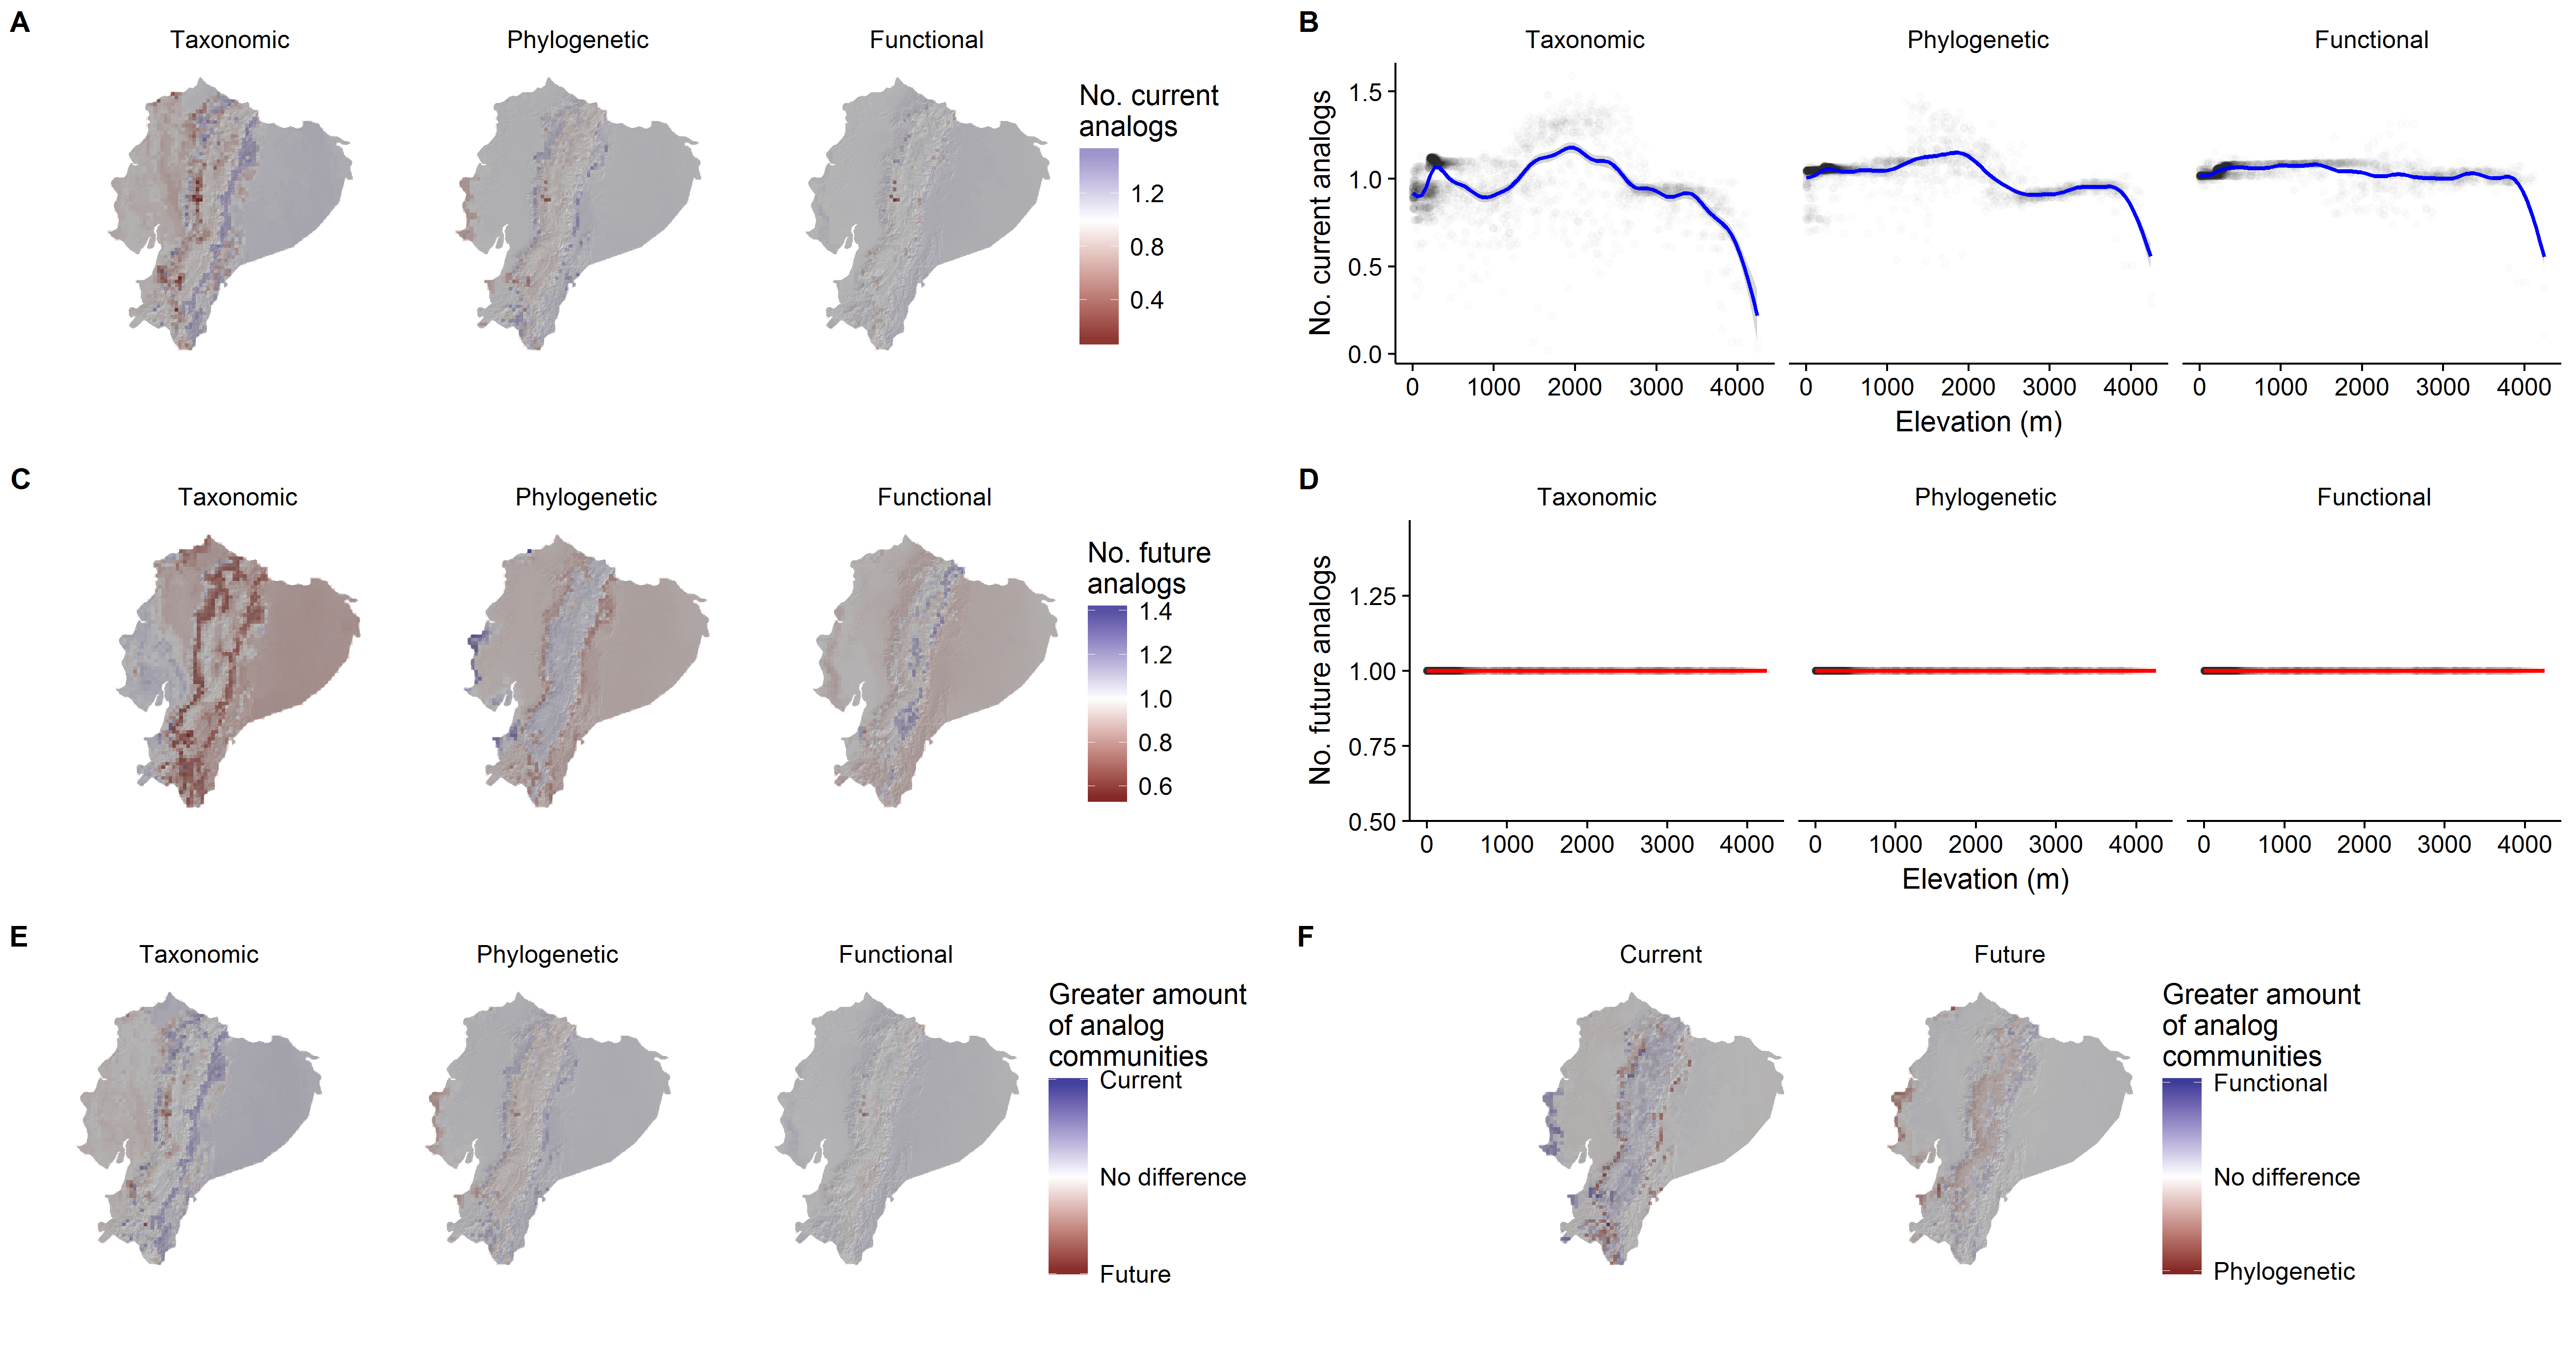 A
Taxonomic
Phylogenetic
Functional
No. current
analogs
1.2
0.8
0.4
B
Taxonomic
Phylogenetic
Functional
No. current analogs
1.5
1.0
0.5
0.0
0 1000 2000 3000 4000
0 1000 2000 3000 4000
0 1000 2000 3000 4000
Elevation (m)
C
Taxonomic
Phylogenetic
Functional
No. future
analogs
1.4
1.2
1.0
0.8
0.6
D
Taxonomic
Phylogenetic
Functional
No. future analogs
1.25
1.00
0.75
0.50
0 1000 2000 3000 4000
0 1000 2000 3000 4000
0 1000 2000 3000 4000
Elevation (m)
E
Taxonomic
Phylogenetic
Functional
Greater amount
of analog
communities
Current
No difference
Future
F
Current
Future
Greater amount
of analog
communities
Functional
No difference
Phylogenetic